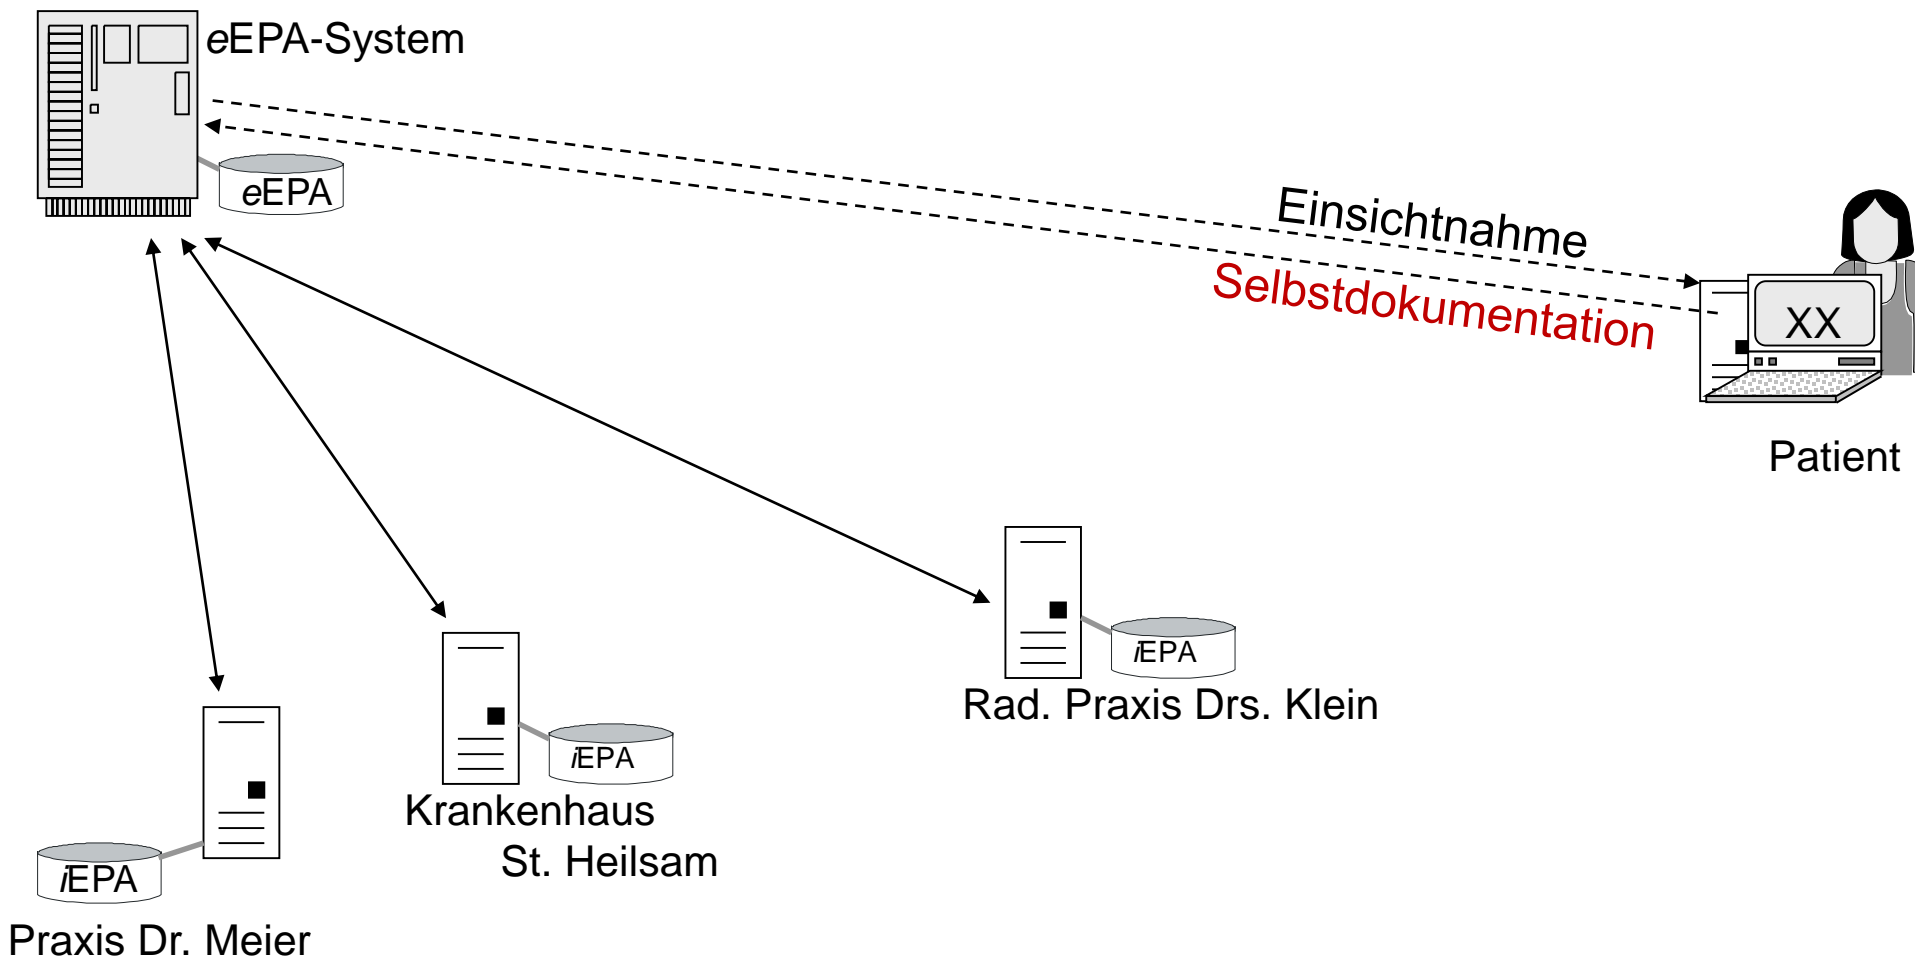 eEPA-System
eEPA
Einsichtnahme
Selbstdokumentation
XX
Patient
iEPA
Rad. Praxis Drs. Klein
iEPA
Krankenhaus
St. Heilsam
iEPA
Praxis Dr. Meier